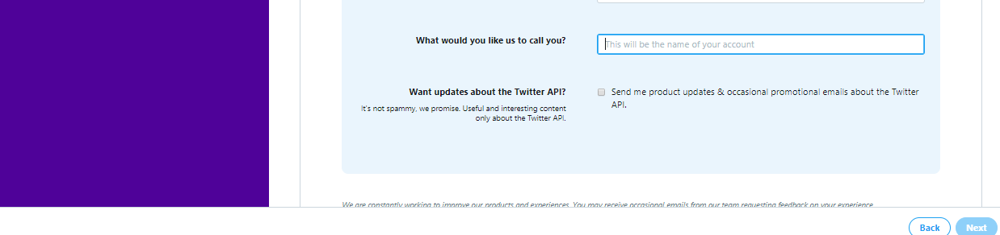 What would you like us to call you?
This will be the name of your account
Want updates about the Twitter API?
It's not spammy, we promise. Useful and interesting content
only about the Twitter API.
Send me product updates & occasional promotional emails about the Twitter
API.
We are constantly working to improve our products and experiences. You may receive occasional emails from our team requesting feedback on your experience
Back
Next